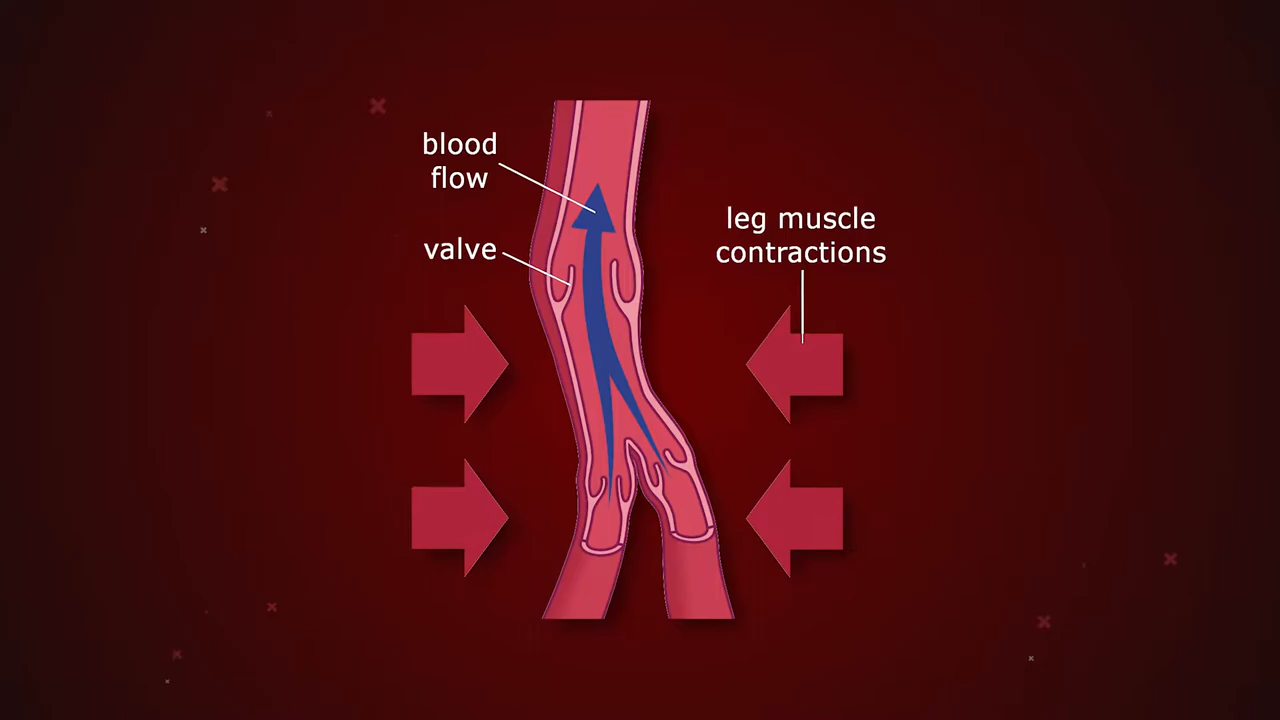 blood
flow
valve
leg muscle
contractions